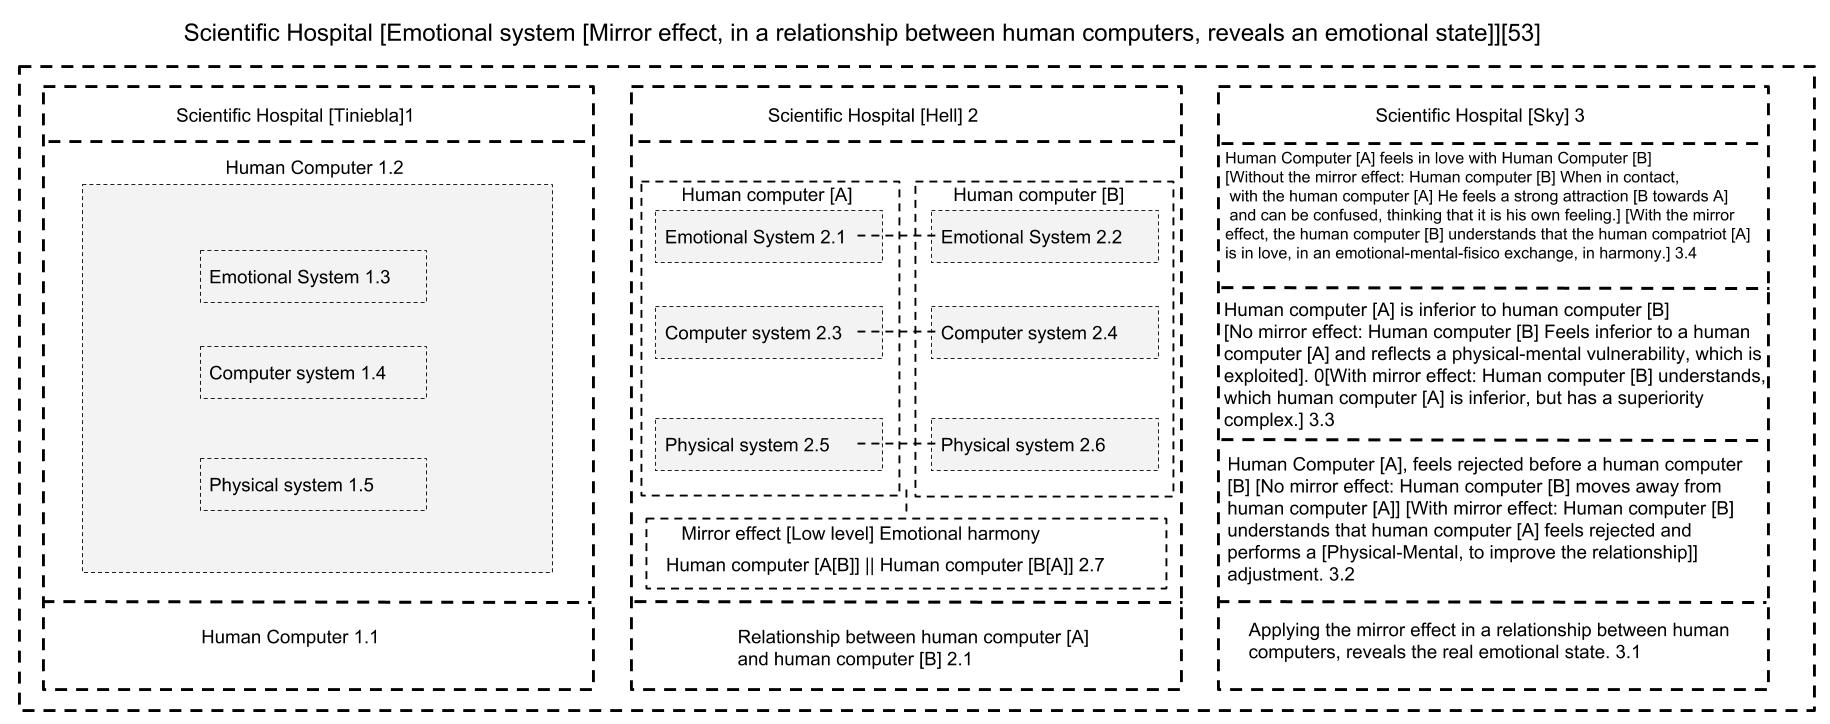 Scientific Hospital [Emotional system [Mirror effect, in a relationship between human computers, reveals an emotional state]][53]
Scientific Hospital [Tiniebla]1
Human Computer 1.2
Emotional System 1.3
Computer system 1.4
Physical system 1.5
Human Computer 1.1
Scientific Hospital [Hell] 2
Human computer [A]
Human computer [B]
Emotional System 2.1
Emotional System 2.2
Computer system 2.3
Computer system 2.4
Physical system 2.5
Physical system 2.6
Mirror effect [Low level] Emotional harmony
Human computer [A[B]] || Human computer [B[A]] 2.7
Relationship between human computer [A]
and human computer [B] 2.1
Scientific Hospital [Sky] 3
Human Computer [A] feels in love with Human Computer [B]
[Without the mirror effect: Human computer [B] When in contact,
with the human computer [A] He feels a strong attraction [B towards A]
and can be confused, thinking that it is his own feeling.] [With the mirror
effect, the human computer [B] understands that the human compatriot [A]
is in love, in an emotional-mental-fisico exchange, in harmony.] 3.4
Human computer [A] is inferior to human computer [B]
[No mirror effect: Human computer [B] Feels inferior to a human
computer [A] and reflects a physical-mental vulnerability, which is
exploited]. 0[With mirror effect: Human computer [B] understands,
which human computer [A] is inferior, but has a superiority
complex.] 3.3
Human Computer [A], feels rejected before a human computer
[B] [No mirror effect: Human computer [B] moves away from
human computer [A]] [With mirror effect: Human computer [B]
understands that human computer [A] feels rejected and
performs a [Physical-Mental, to improve the relationship]]
adjustment. 3.2
Applying the mirror effect in a relationship between human
computers, reveals the real emotional state. 3.1